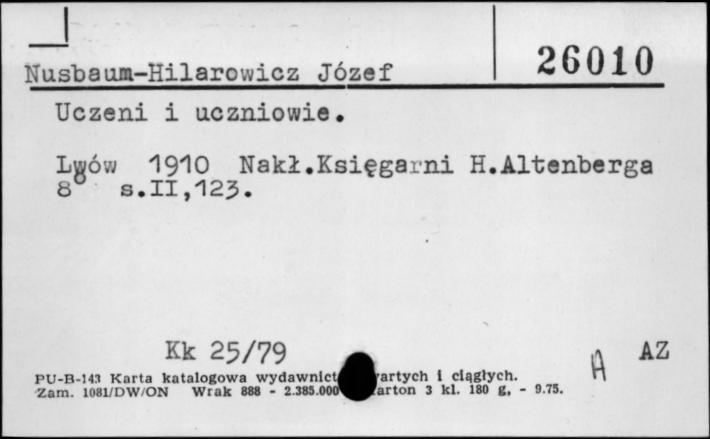 26010
Nusbaum-Hilarowicz Józef
Uczeni i uczniowie.
Lwów 1910 Nakł.Księgarni H.Altenberga
8° s.II,123.
Kk 25/79
A AZ
PU-B-143 Karta katalogowa wydawnict artych i ciągłych.
Zam. 1081/DW/ON Wrak 888 - 2.385.000 arton 3 kl. 180 g, - 9.75.